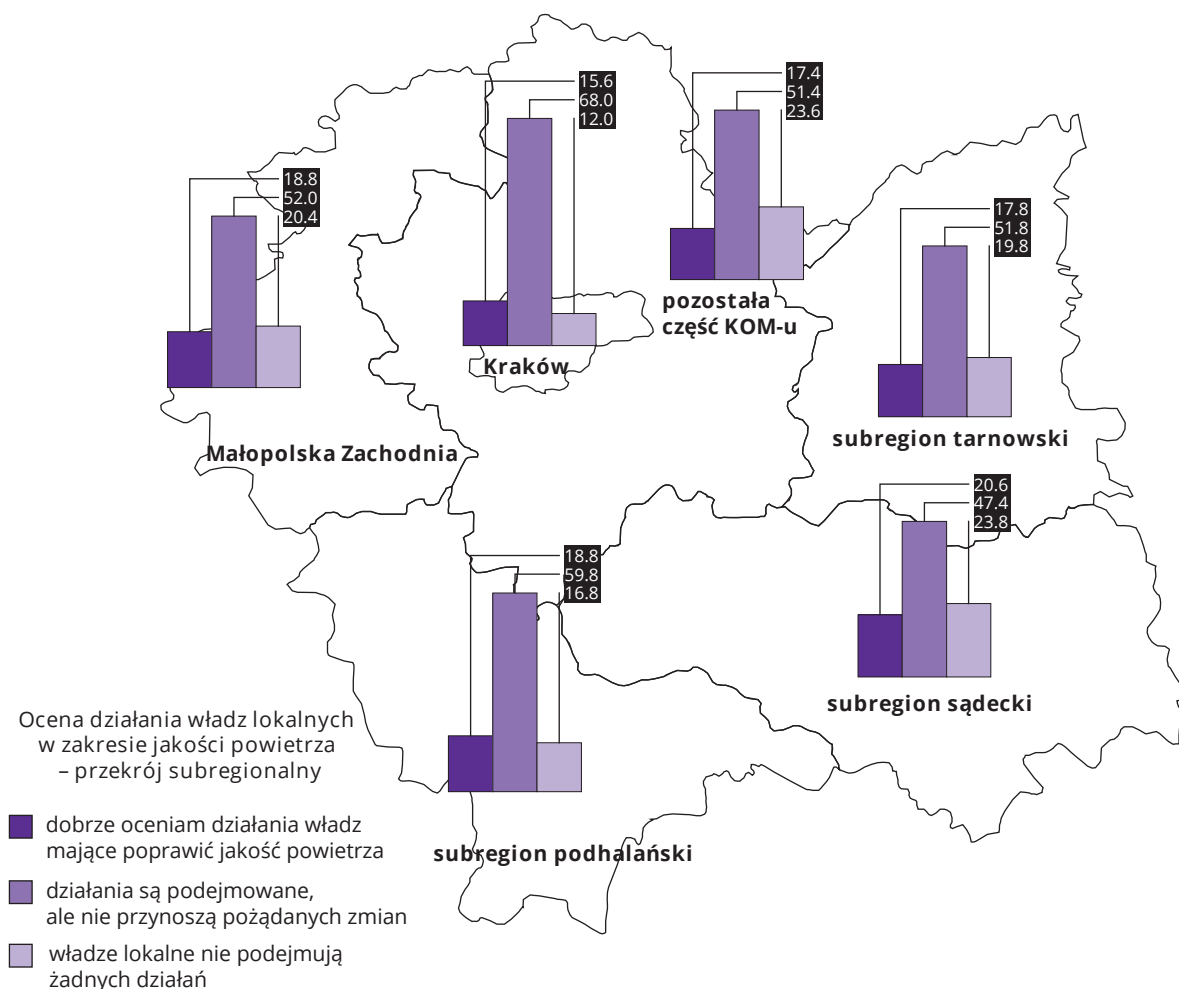 15.6
68.0
12.0
Kraków
17.4
51.4
23.6
pozostała
część KOM-u
18.8
52.0
20.4
Małopolska Zachodnia
17.8
51.8
19.8
subregion tarnowski
20.6
47.4
23.8
subregion sądecki
18.8
59.8
16.8
subregion podhalański
Ocena działania władz lokalnych
w zakresie jakości powietrza
– przekrój subregionalny
dobrze oceniam działania władz
mające poprawić jakość powietrza
działania są podejmowane,
ale nie przynoszą pożądanych zmian
władze lokalne nie podejmują
żadnych działań